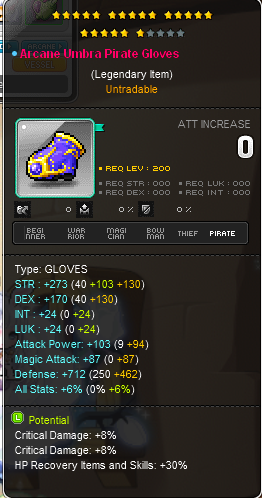 Arcane Umbra Pirate Gloves
(Legendary Item)
Untradable
ATT INCREASE
0
REQ LEV : 200
REQ STR : 000 REQ LUK : 000
REQ DEX : 000 REQ INT : 000
0 0 % 0 %
BEGINNER WARRIOR MAGICIAN BOWMAN THIEF PIRATE
Type: GLOVES
STR : +273 (40 +103 +130)
DEX : +170 (40 +130)
INT : +24 (0 +24)
LUK : +24 (0 +24)
Attack Power: +103 (9 +94)
Magic Attack: +87 (0 +87)
Defense: +712 (250 +462)
All Stats: +6% (0% +6%)
L Potential
Critical Damage: +8%
Critical Damage: +8%
HP Recovery Items and Skills: +30%